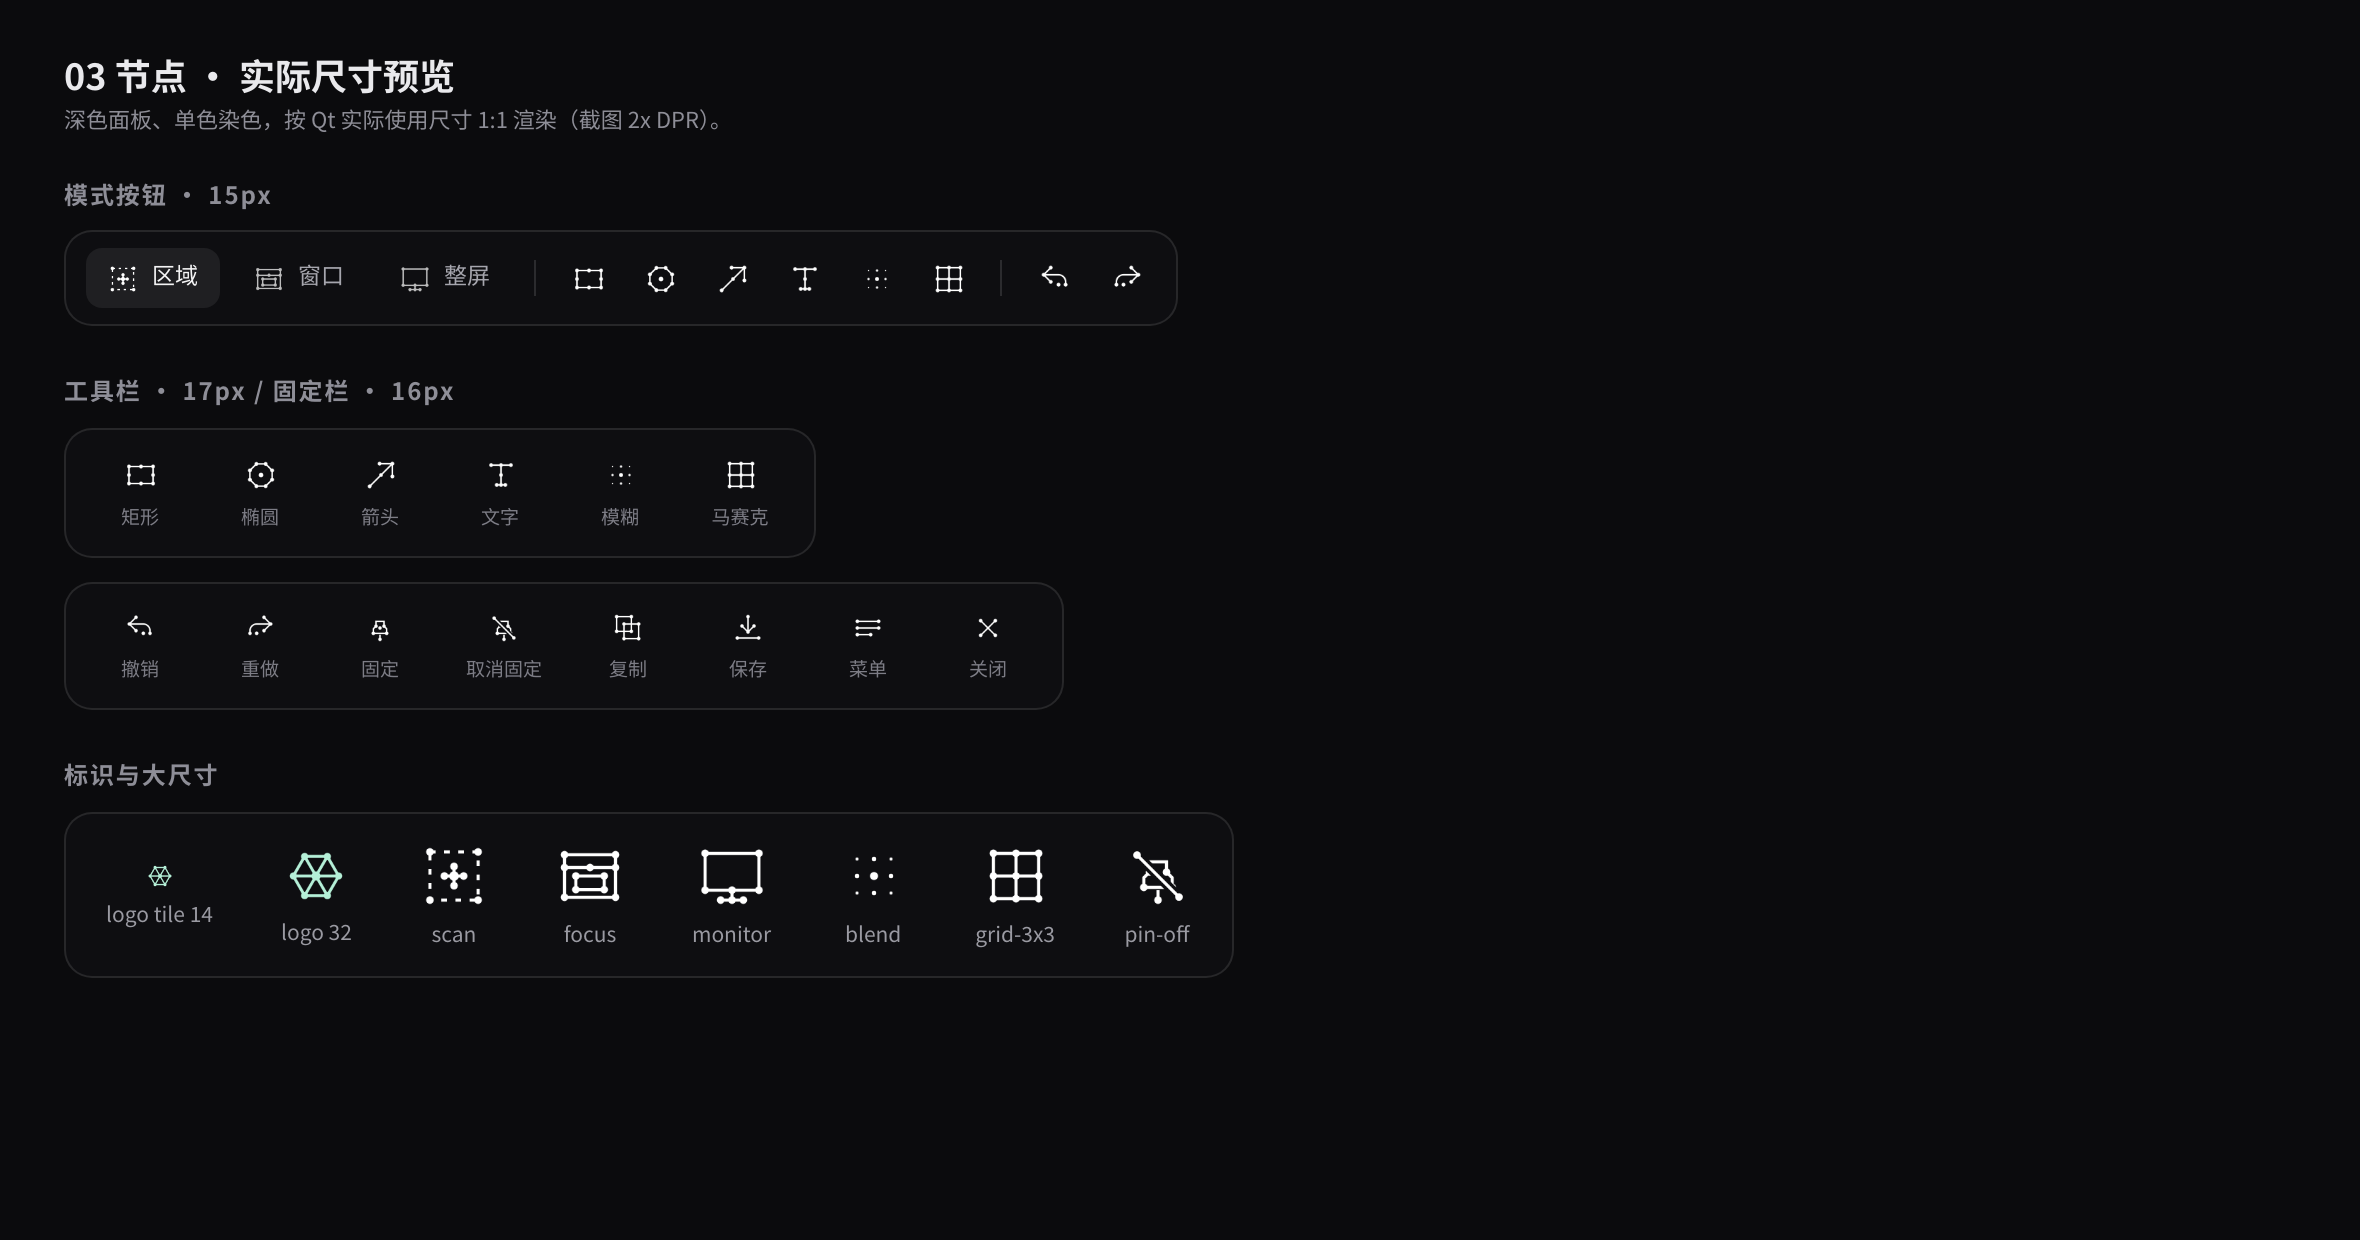 03 节点 · 实际尺寸预览
深色面板、单色染色，按 Qt 实际使用尺寸 1:1 渲染（截图 2x DPR）。
模式按钮 · 15px
区域 窗口 整屏
工具栏 · 17px / 固定栏 · 16px
矩形 椭圆 箭头 文字 模糊 马赛克
撤销 重做 固定 取消固定 复制 保存 菜单 关闭
标识与大尺寸
logo tile 14 logo 32 scan focus monitor blend grid-3x3 pin-off